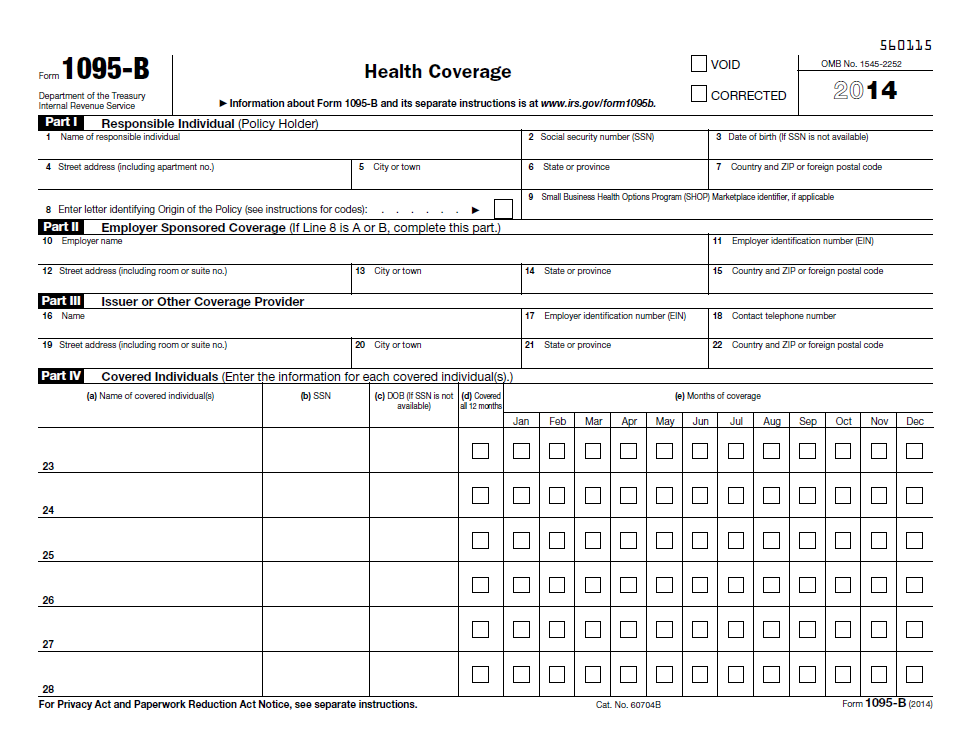 560115
Form 1095-B
Department of the Treasury
Internal Revenue Service
Health Coverage
▶ Information about Form 1095-B and its separate instructions is at www.irs.gov/form1095b.
VOID
CORRECTED
OMB No. 1545-2252
2014
Part I Responsible Individual (Policy Holder)
1 Name of responsible individual
2 Social security number (SSN)
3 Date of birth (If SSN is not available)
4 Street address (including apartment no.)
5 City or town
6 State or province
7 Country and ZIP or foreign postal code
8 Enter letter identifying Origin of the Policy (see instructions for codes): . . . . . . ▶
9 Small Business Health Options Program (SHOP) Marketplace identifier, if applicable
Part II Employer Sponsored Coverage (If Line 8 is A or B, complete this part.)
10 Employer name
11 Employer identification number (EIN)
12 Street address (including room or suite no.)
13 City or town
14 State or province
15 Country and ZIP or foreign postal code
Part III Issuer or Other Coverage Provider
16 Name
17 Employer identification number (EIN)
18 Contact telephone number
19 Street address (including room or suite no.)
20 City or town
21 State or province
22 Country and ZIP or foreign postal code
Part IV Covered Individuals (Enter the information for each covered individual(s).)
(a) Name of covered individual(s)
(b) SSN
(c) DOB (If SSN is not
available)
(d) Covered
all 12 months
(e) Months of coverage
Jan Feb Mar Apr May Jun Jul Aug Sep Oct Nov Dec
23
24
25
26
27
28
For Privacy Act and Paperwork Reduction Act Notice, see separate instructions.
Cat. No. 60704B
Form 1095-B (2014)